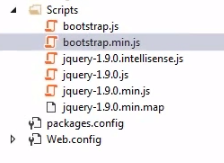 Scripts
bootstrap.js
bootstrap.min.js
jquery-1.9.0.intellisense.js
jquery-1.9.0.js
jquery-1.9.0.min.js
jquery-1.9.0.min.map
packages.config
Web.config